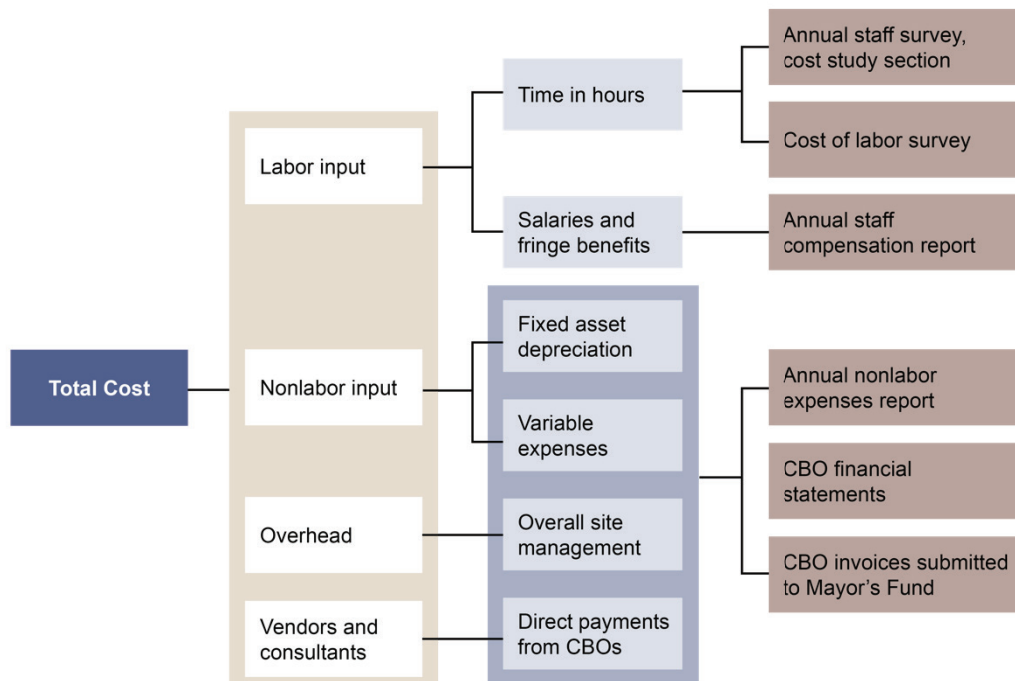 Total Cost
Labor input
Nonlabor input
Overhead
Vendors and
consultants
Time in hours
Salaries and
fringe benefits
Fixed asset
depreciation
Variable
expenses
Overall site
management
Direct payments
from CBOs
Annual staff survey,
cost study section
Cost of labor survey
Annual staff
compensation report
Annual nonlabor
expenses report
CBO financial
statements
CBO invoices submitted
to Mayor’s Fund